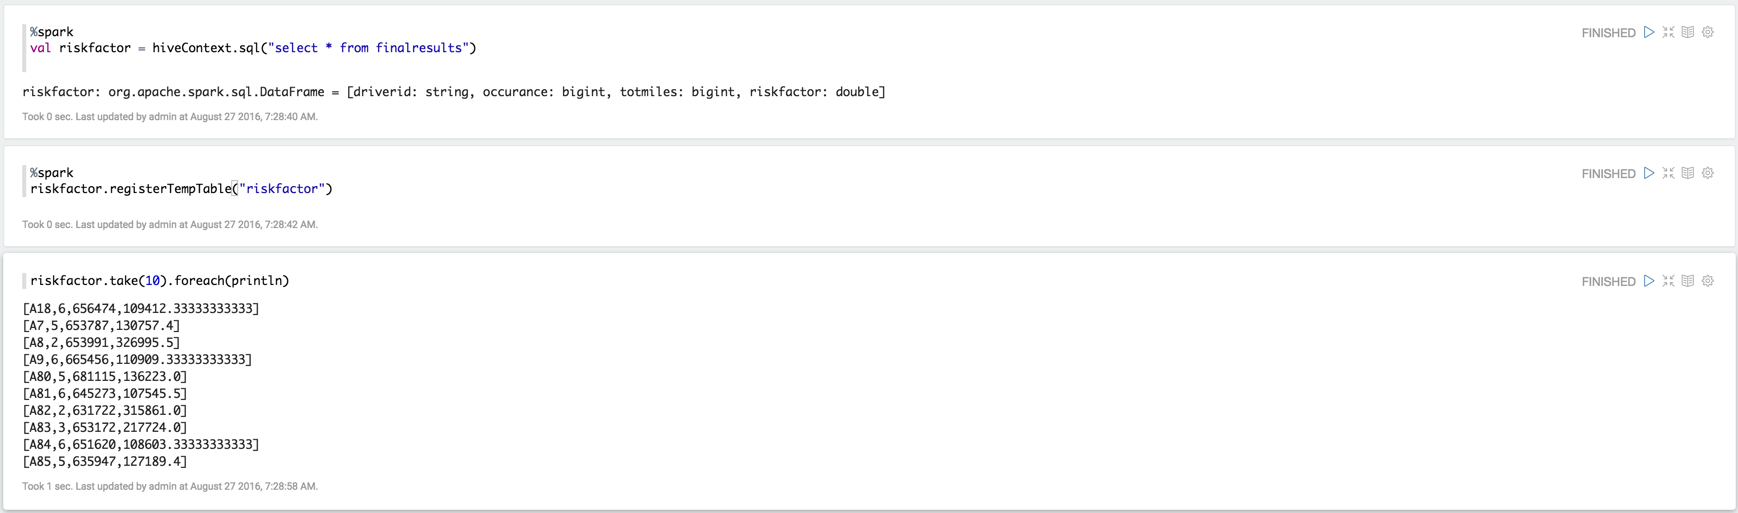 %spark
val riskfactor = hiveContext.sql("select * from finalresults")
FINISHED
riskfactor: org.apache.spark.sql.DataFrame = [driverid: string, occurance: bigint, totmiles: bigint, riskfactor: double]
Took 0 sec. Last updated by admin at August 27 2016, 7:28:40 AM.
%spark
riskfactor.registerTempTable("riskfactor")
FINISHED
Took 0 sec. Last updated by admin at August 27 2016, 7:28:42 AM.
riskfactor.take(10).foreach(println)
FINISHED
[A18,6,656474,109412.33333333333]
[A7,5,653787,130757.4]
[A8,2,653991,326995.5]
[A9,6,665456,110909.33333333333]
[A80,5,681115,136223.0]
[A81,6,645273,107545.5]
[A82,2,631722,315861.0]
[A83,3,653172,217724.0]
[A84,6,651620,108603.33333333333]
[A85,5,635947,127189.4]
Took 1 sec. Last updated by admin at August 27 2016, 7:28:58 AM.